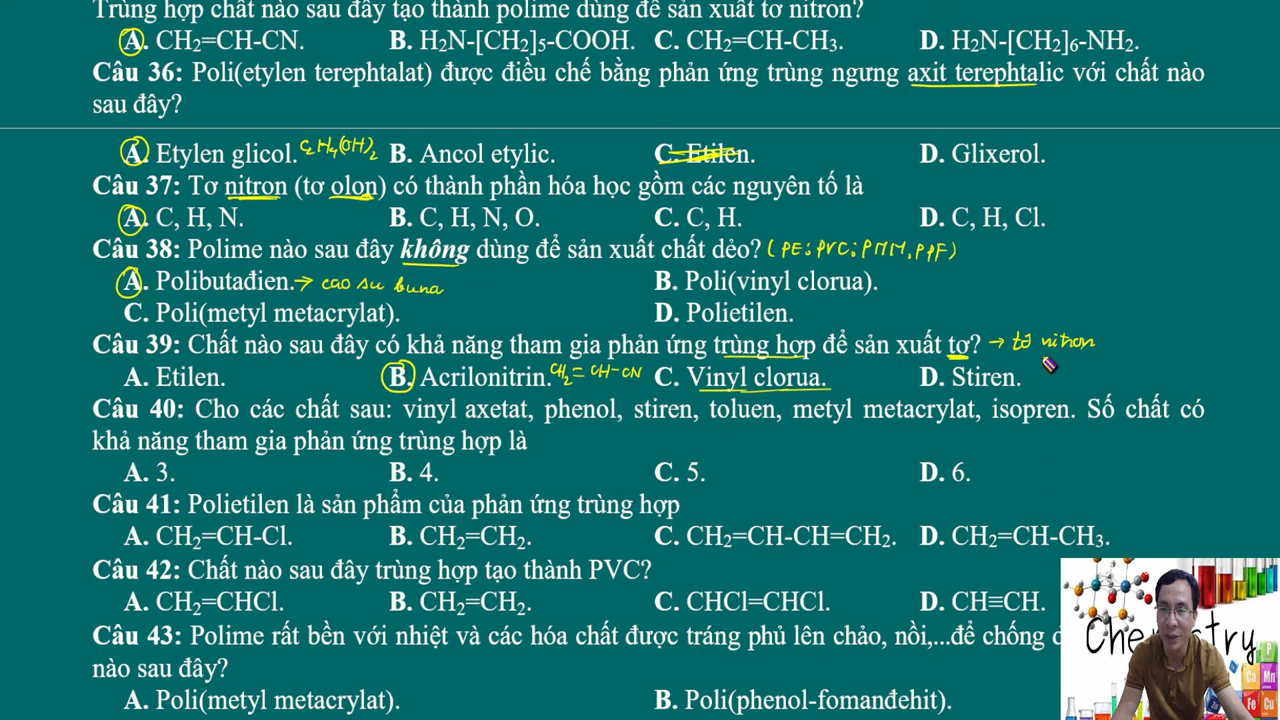 Trùng hợp chất nào sau đây tạo thành polime dùng để sản xuất tơ nitron?
A. CH₂=CH-CN. B. H₂N-[CH₂]₅-COOH. C. CH₂=CH-CH₃. D. H₂N-[CH₂]₆-NH₂.
Câu 36: Poli(etylen terephtalat) được điều chế bằng phản ứng trùng ngưng axit terephtalic với chất nào
sau đây?
A. Etylen glicol. C₂H₄(OH)₂ B. Ancol etylic. C. Etilen. D. Glixerol.
Câu 37: Tơ nitron (tơ olon) có thành phần hóa học gồm các nguyên tố là
A. C, H, N. B. C, H, N, O. C. C, H. D. C, H, Cl.
Câu 38: Polime nào sau đây không dùng để sản xuất chất dẻo? (PE; PVC; PMM, PPF)
A. Polibutađien. → cao su buna B. Poli(vinyl clorua).
C. Poli(metyl metacrylat). D. Polietilen.
Câu 39: Chất nào sau đây có khả năng tham gia phản ứng trùng hợp để sản xuất tơ? → tơ nitron
A. Etilen. B. Acrilonitrin. CH₂=CH-CN C. Vinyl clorua. D. Stiren.
Câu 40: Cho các chất sau: vinyl axetat, phenol, stiren, toluen, metyl metacrylat, isopren. Số chất có
khả năng tham gia phản ứng trùng hợp là
A. 3. B. 4. C. 5. D. 6.
Câu 41: Polietilen là sản phẩm của phản ứng trùng hợp
A. CH₂=CH-Cl. B. CH₂=CH₂. C. CH₂=CH-CH=CH₂. D. CH₂=CH-CH₃.
Câu 42: Chất nào sau đây trùng hợp tạo thành PVC?
A. CH₂=CHCl. B. CH₂=CH₂. C. CHCl=CHCl. D. CH≡CH.
Câu 43: Polime rất bền với nhiệt và các hóa chất được tráng phủ lên chảo, nồi,...để chống
nào sau đây?
A. Poli(metyl metacrylat). B. Poli(phenol-fomanđehit).